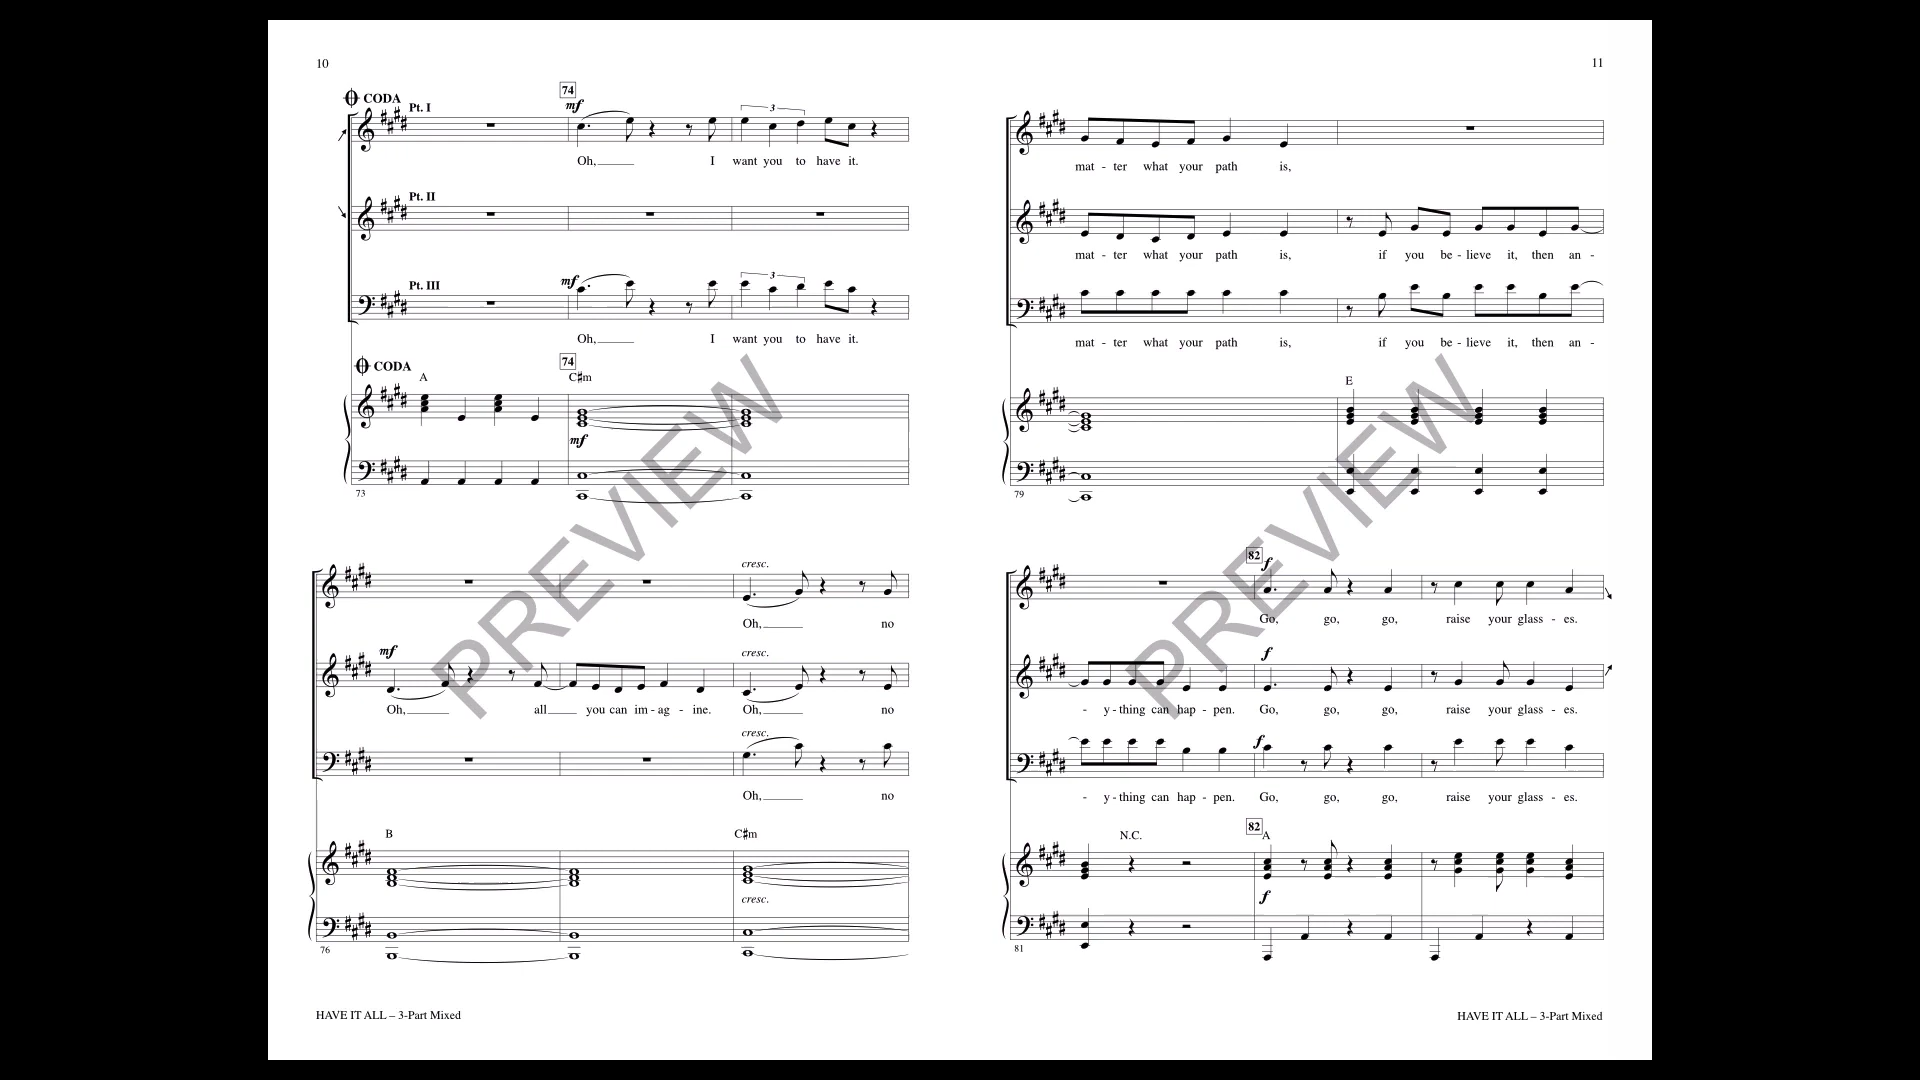 10
CODA
Pt. I
74
mf
3
Oh, I want you to have it.
Pt. II
Pt. III
mf
3
Oh, I want you to have it.
CODA
74
A C♯m
mf
73
cresc.
Oh, no
mf
cresc.
Oh, all you can im - ag - ine. Oh, no
cresc.
Oh, no
B C♯m
cresc.
76
PREVIEW
HAVE IT ALL – 3-Part Mixed
11
mat - ter what your path is,
mat - ter what your path is, if you be - lieve it, then an -
mat - ter what your path is, if you be - lieve it, then an -
E
79
82
f
Go, go, go, raise your glass - es.
f
- y - thing can hap - pen. Go, go, go, raise your glass - es.
f
- y - thing can hap - pen. Go, go, go, raise your glass - es.
82
N.C. A
f
81
PREVIEW
HAVE IT ALL – 3-Part Mixed